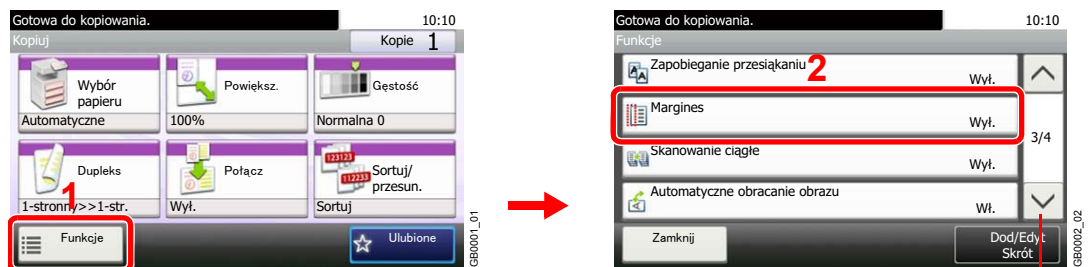 Gotowa do kopiowania. 10:10
Kopiuj Kopie 1
Wybór
papieru
Automatyczne
Powiększ.
100%
Gęstość
Normalna 0
Dupleks
1-stronny>>1-str.
Połącz
Wył.
123123
112233
Sortuj/
przesun.
Sortuj
1
Funkcje
Ulubione
GB0001_01
Gotowa do kopiowania. 10:10
Funkcje
Zapobieganie przesiąkaniu
Wył.
2
Margines
Wył.
3/4
Skanowanie ciągłe
Wył.
Automatyczne obracanie obrazu
Wł.
Zamknij
Dod/Edyt
Skrót
GB0002_02